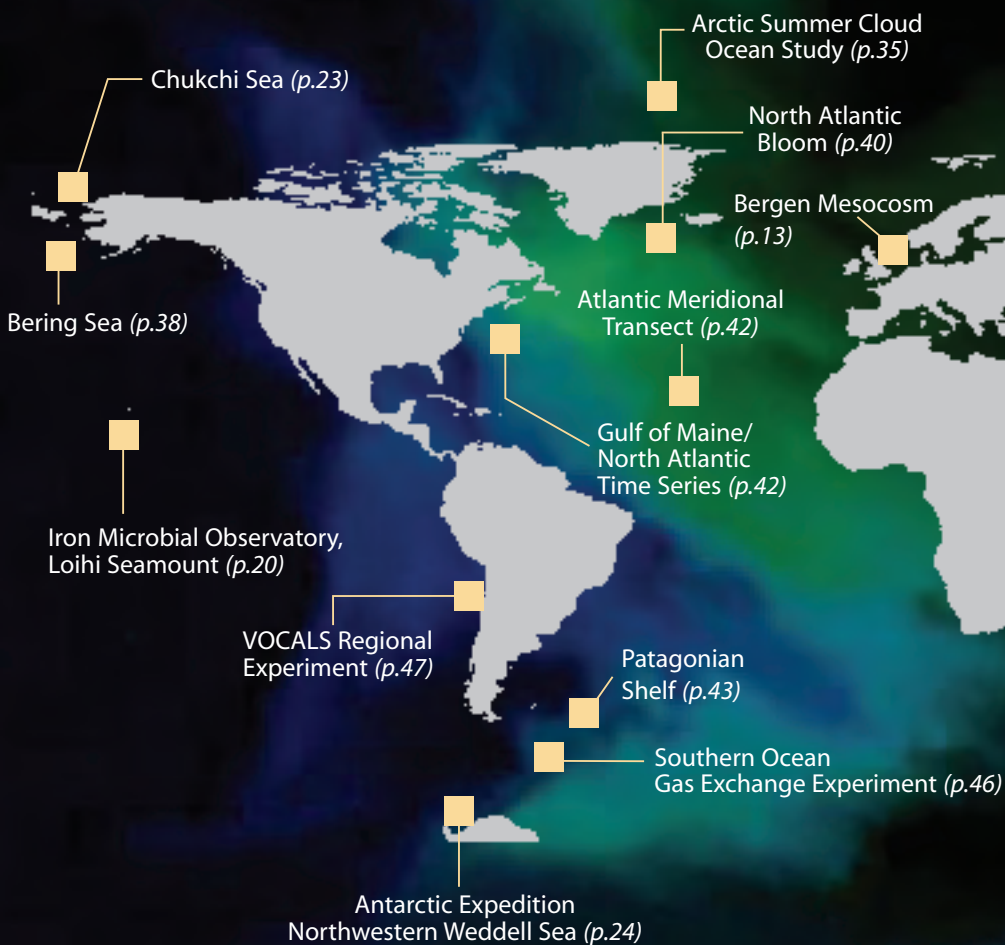 Arctic Summer Cloud
Ocean Study (p.35)
Chukchi Sea (p.23)
North Atlantic
Bloom (p.40)
Bergen Mesocosm
(p.13)
Bering Sea (p.38)
Atlantic Meridional
Transect (p.42)
Gulf of Maine/
North Atlantic
Time Series (p.42)
Iron Microbial Observatory,
Loihi Seamount (p.20)
VOCALS Regional
Experiment (p.47)
Patagonian
Shelf (p.43)
Southern Ocean
Gas Exchange Experiment (p.46)
Antarctic Expedition
Northwestern Weddell Sea (p.24)